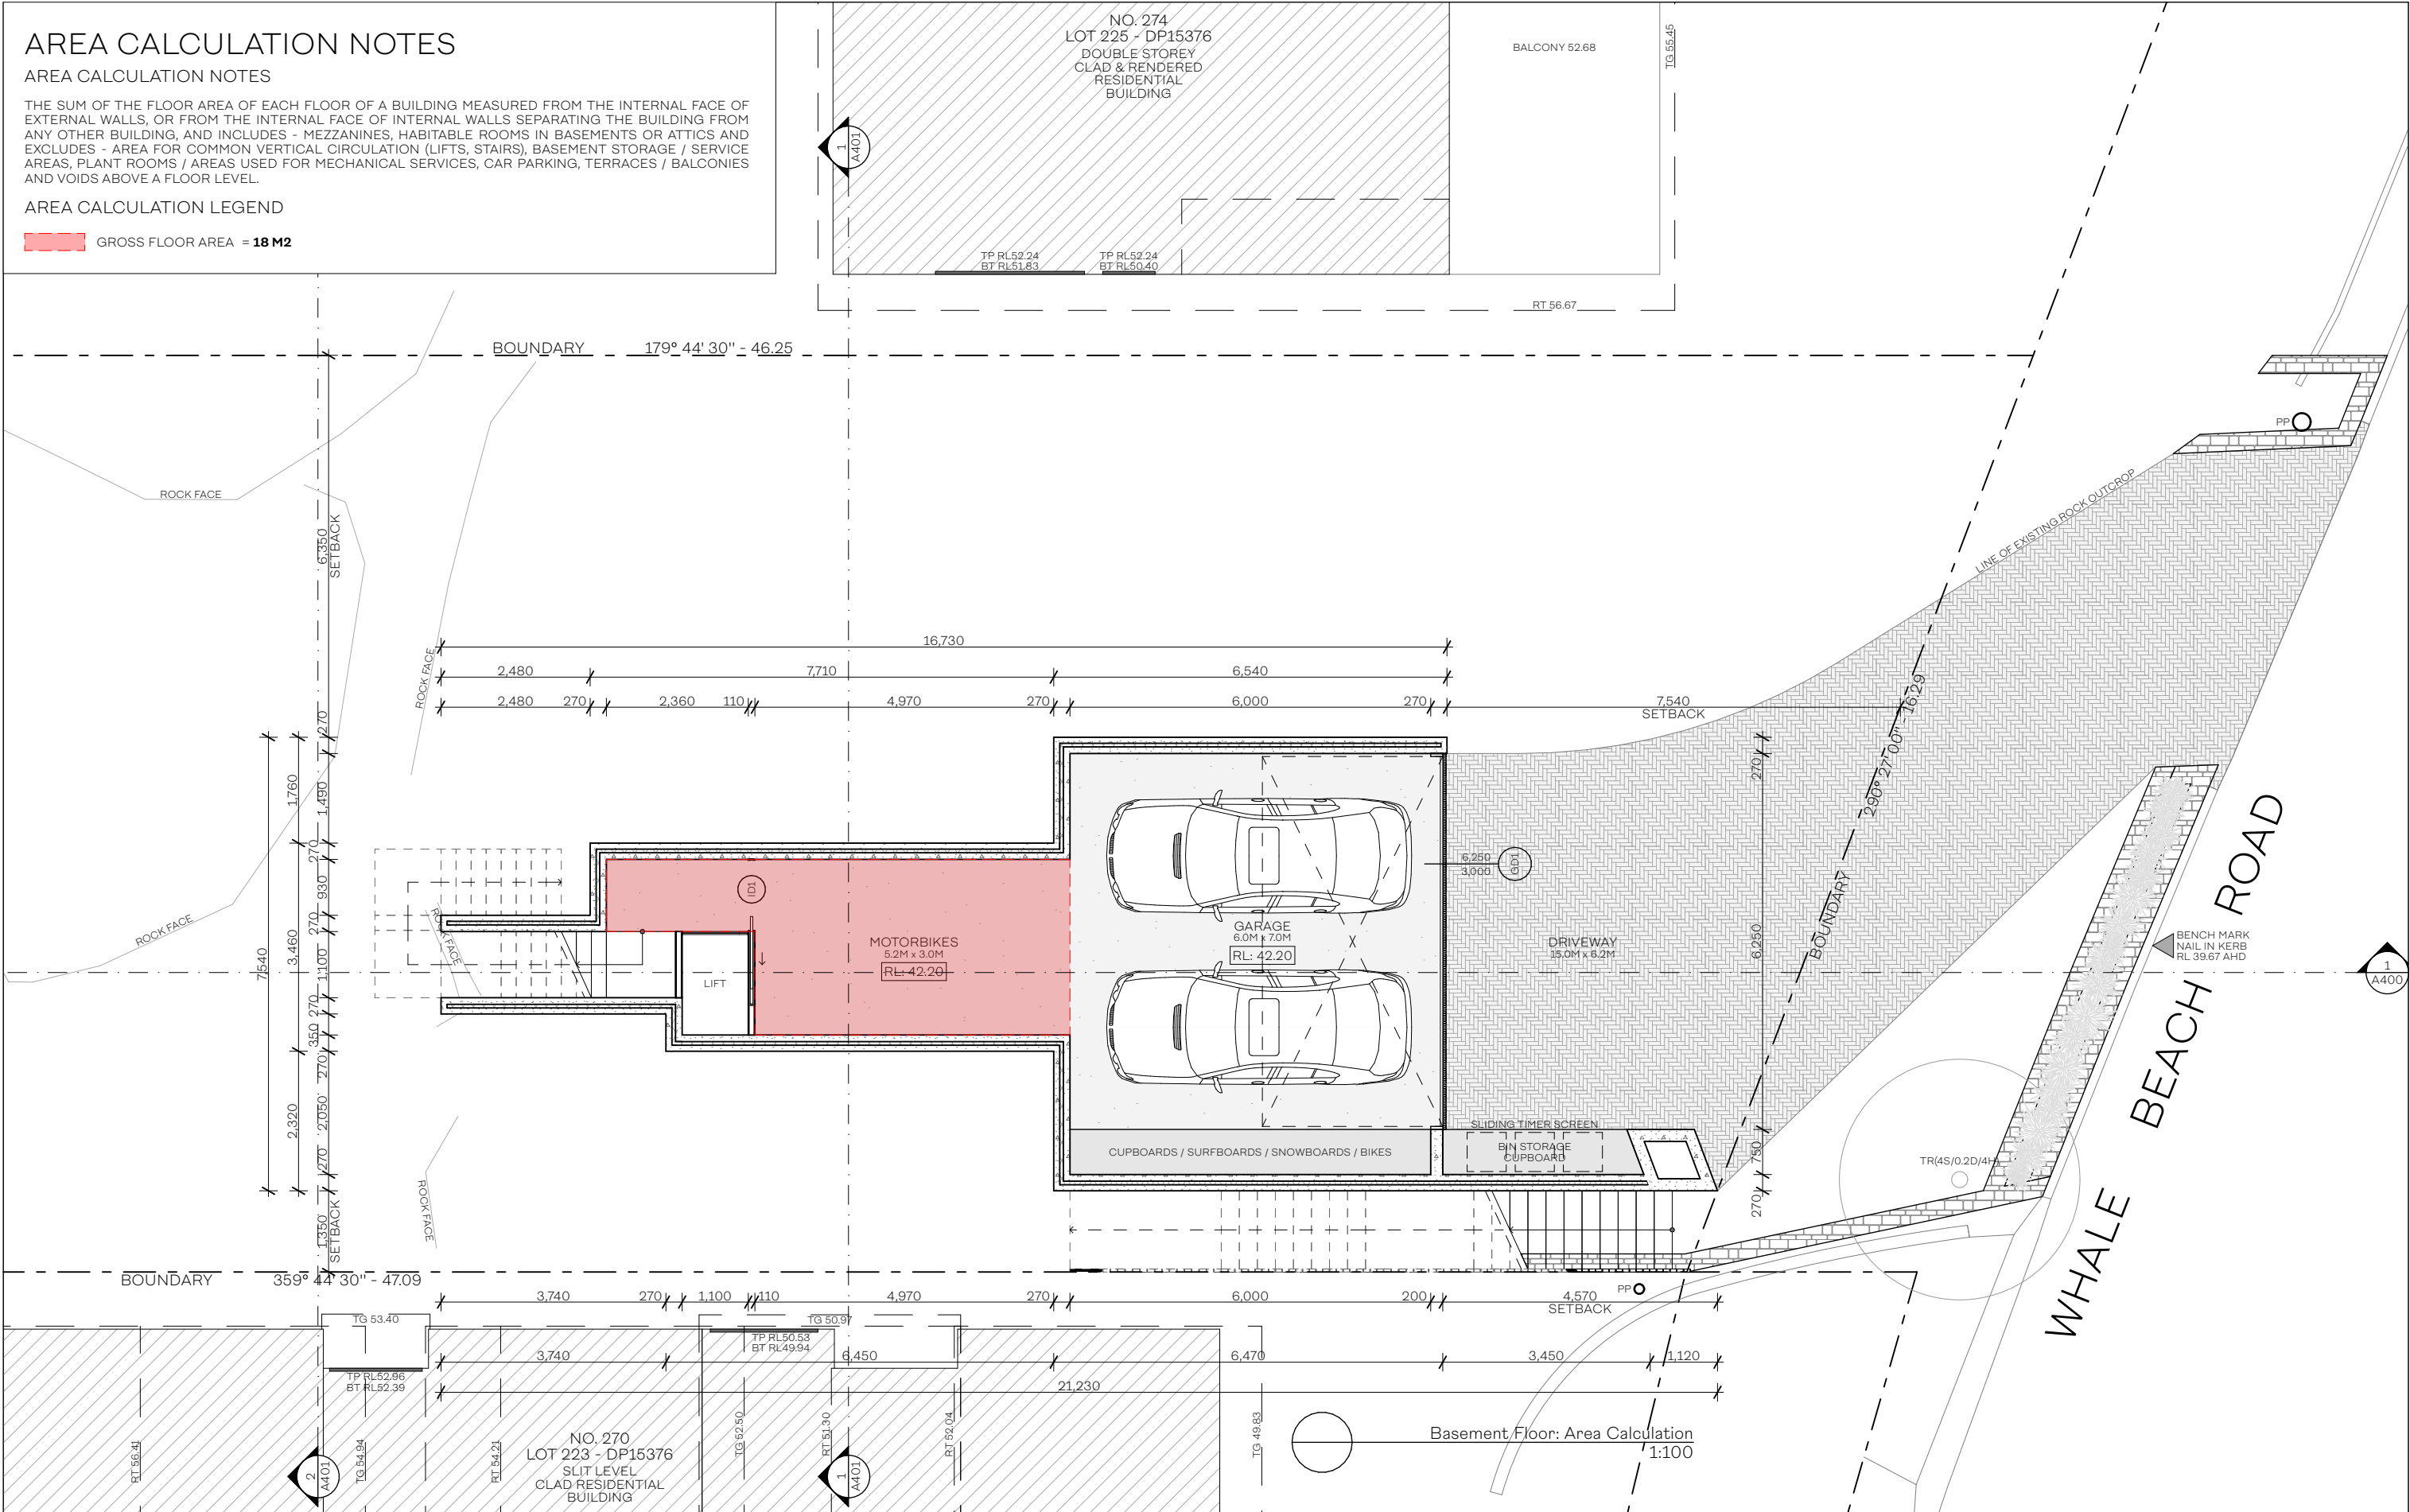 AREA CALCULATION NOTES
AREA CALCULATION NOTES
THE SUM OF THE FLOOR AREA OF EACH FLOOR OF A BUILDING MEASURED FROM THE INTERNAL FACE OF
EXTERNAL WALLS, OR FROM THE INTERNAL FACE OF INTERNAL WALLS SEPARATING THE BUILDING FROM
ANY OTHER BUILDING, AND INCLUDES - MEZZANINES, HABITABLE ROOMS IN BASEMENTS OR ATTICS AND
EXCLUDES - AREA FOR COMMON VERTICAL CIRCULATION (LIFTS, STAIRS), BASEMENT STORAGE / SERVICE
AREAS, PLANT ROOMS / AREAS USED FOR MECHANICAL SERVICES, CAR PARKING, TERRACES / BALCONIES
AND VOIDS ABOVE A FLOOR LEVEL.
AREA CALCULATION LEGEND
GROSS FLOOR AREA = 18 M2
NO. 274
LOT 225 - DP15376
DOUBLE STOREY
CLAD & RENDERED
RESIDENTIAL
BUILDING
BALCONY 52.68
TG 55.45
1
A401
TP RL52.24
BT RL51.83
TP RL52.24
BT RL50.40
RT 56.67
BOUNDARY 179° 44' 30" - 46.25
PP
ROCK FACE
LINE OF EXISTING ROCK OUTCROP
6,350
SETBACK
ROCK FACE
16,730
2,480
7,710
6,540
2,480
270
2,360
110
4,970
270
6,000
270
7,540
SETBACK
BOUNDARY 290° 27' 00" - 16.29
270
1,760
1,490
270
930
270
7,540
3,460
1,100
270
350
270
2,320
2,050
270
1,350
SETBACK
270
6,250
750
270
ROCK FACE
ROCK FACE
ROCK FACE
ID1
MOTORBIKES
5.2M x 3.0M
RL: 42.20
LIFT
GARAGE
6.0M x 7.0M
RL: 42.20
6,250
3,000
GD1
DRIVEWAY
15.0M x 6.2M
BENCH MARK
NAIL IN KERB
RL 39.67 AHD
1
A400
WHALE BEACH ROAD
CUPBOARDS / SURFBOARDS / SNOWBOARDS / BIKES
SLIDING TIMER SCREEN
BIN STORAGE
CUPBOARD
TR(4S/0.2D/4H)
BOUNDARY 359° 44' 30" - 47.09
PP
3,740
270
1,100
110
4,970
270
6,000
200
4,570
SETBACK
TG 53.40
TG 50.97
TP RL50.53
BT RL49.94
3,740
6,450
6,470
3,450
1,120
TP RL52.96
BT RL52.39
21,230
RT 56.41
TG 54.94
RT 54.21
TG 52.50
RT 51.30
RT 52.04
TG 49.83
NO. 270
LOT 223 - DP15376
SLIT LEVEL
CLAD RESIDENTIAL
BUILDING
2
A401
1
A401
Basement Floor: Area Calculation
1:100